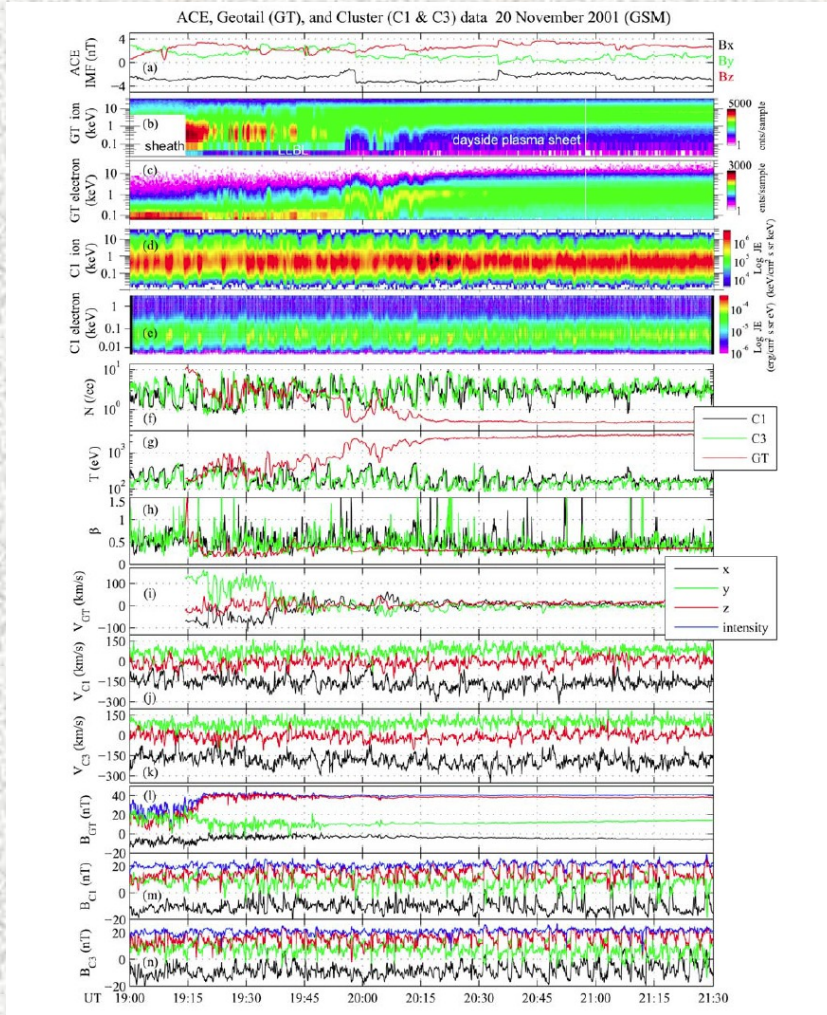 ACE, Geotail (GT), and Cluster (C1 & C3) data 20 November 2001 (GSM)
ACE
IMF (nT)
4
0
−4
(a)
Bx
By
Bz
GT ion
(keV)
10
1
0.1
(b)
sheath
LLBL
dayside plasma sheet
5000
1
cnts/sample
GT electron
(keV)
10
1
0.1
(c)
3000
1
cnts/sample
C1 ion
(keV)
10
1
0.1
(d)
10^6
10^5
10^4
Log JE
(keV/cm² s sr keV)
C1 electron
(keV)
1
0.1
0.01
(e)
10^-4
10^-5
10^-6
Log JE
(erg/cm² s sr eV)
N (/cc)
10^1
10^0
(f)
C1
C3
GT
T (eV)
10^3
10^2
(g)
β
1.5
1
0.5
0
(h)
V_GT (km/s)
100
0
−100
(i)
x
y
z
intensity
V_C1 (km/s)
150
0
−150
−300
(j)
V_C3 (km/s)
150
0
−150
−300
(k)
B_GT (nT)
40
20
0
−20
(l)
B_C1 (nT)
20
0
−20
(m)
B_C3 (nT)
20
0
−20
(n)
UT 19:00 19:15 19:30 19:45 20:00 20:15 20:30 20:45 21:00 21:15 21:30